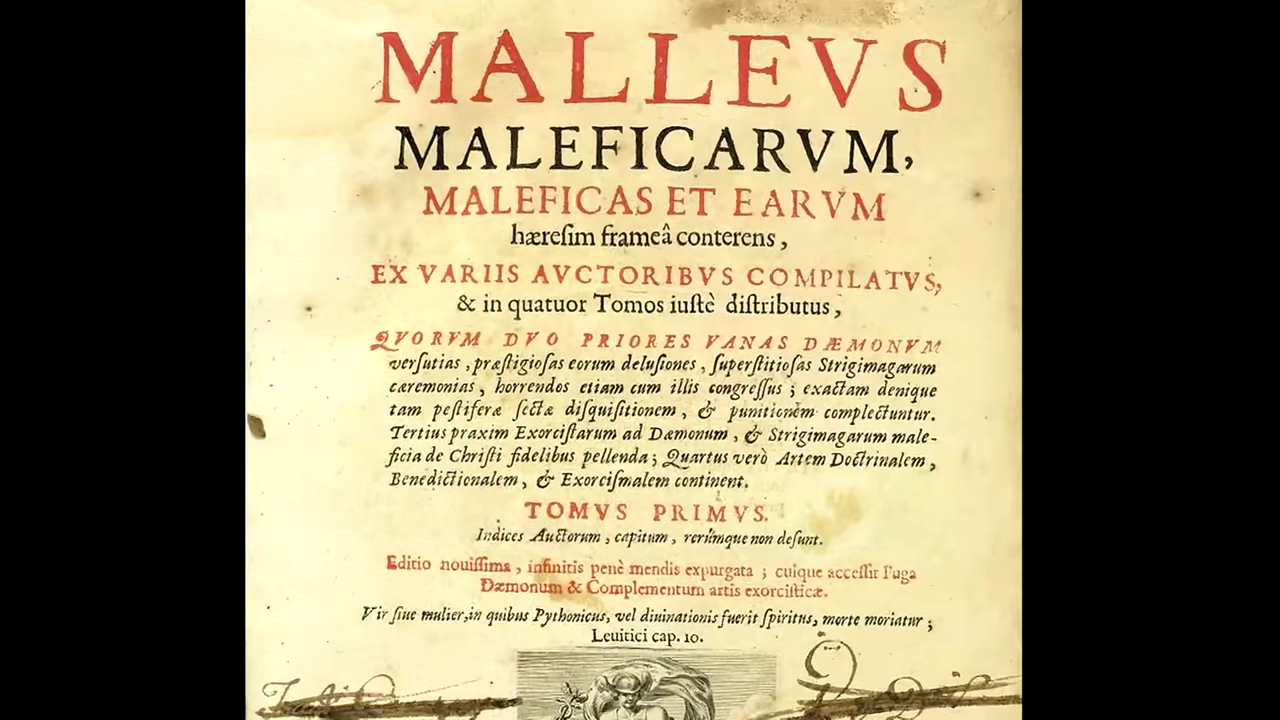 MALLEVS
MALEFICARVM,
MALEFICAS ET EARVM
hæresim frameâ conterens,
EX VARIIS AVCTORIBVS COMPILATVS,
& in quatuor Tomos iustè distributus,
QVORVM DVO PRIORES VANAS DÆMONVM
versutias, præstigiosas eorum delusiones, superstitiosas Strigimagarum
cæremonias, horrendos etiam cum illis congressus; exactam denique
tam pestiferæ sectæ disquisitionem, & punitionem complectuntur.
Tertius praxim Exorcistarum ad Dæmonum, & Strigimagarum male-
ficia de Christi fidelibus pellenda; Quartus verò Artem Doctrinalem,
Benedictionalem, & Exorcismalem continent.
TOMVS PRIMVS.
Indices Auctorum, capitum, rerúmque non desunt.
Editio nouissima, infinitis penè mendis expurgata; cuique accessit Fuga
Dæmonum & Complementum artis exorcisticæ.
Vir siue mulier, in quibus Pythonicus, vel diuinationis fuerit spiritus, morte moriatur;
Leuitici cap. 10.